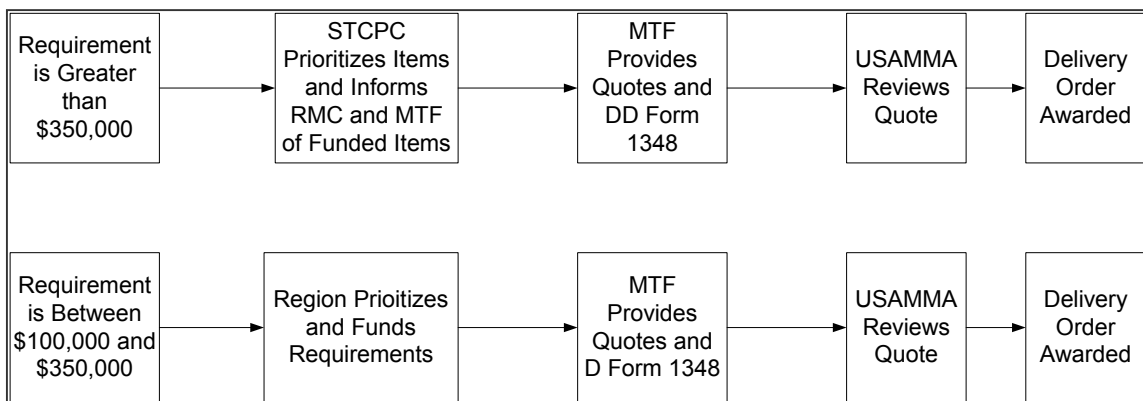 Requirement
is Greater
than
$350,000
STCPC
Prioritizes Items
and Informs
RMC and MTF
of Funded Items
MTF
Provides
Quotes and
DD Form
1348
USAMMA
Reviews
Quote
Delivery
Order
Awarded
Requirement
is Between
$100,000 and
$350,000
Region Prioitizes
and Funds
Requirements
MTF
Provides
Quotes and
D Form 1348
USAMMA
Reviews
Quote
Delivery
Order
Awarded